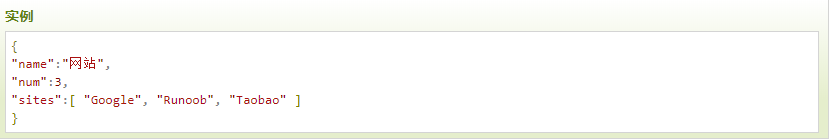 实例
{
"name":"网站",
"num":3,
"sites":[ "Google", "Runoob", "Taobao" ]
}